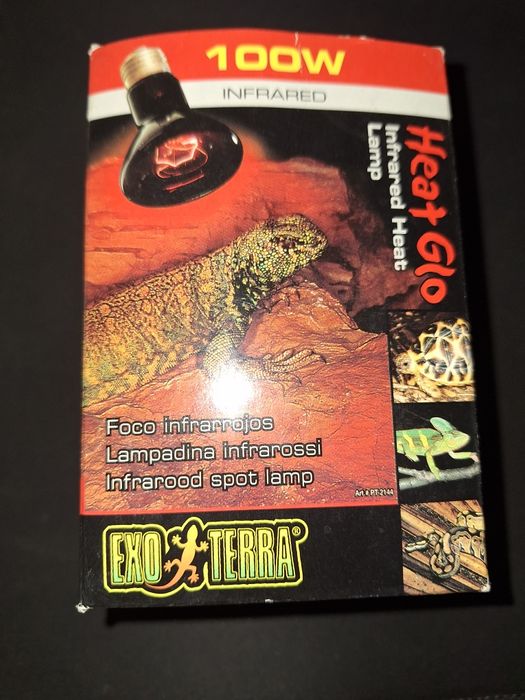 100W
INFRARED
Heat Glo
Infrared Heat
Lamp
Foco infrarrojos
Lampadina infrarossi
Infrarood spot lamp
Art # PT-2144
EXO TERRA®